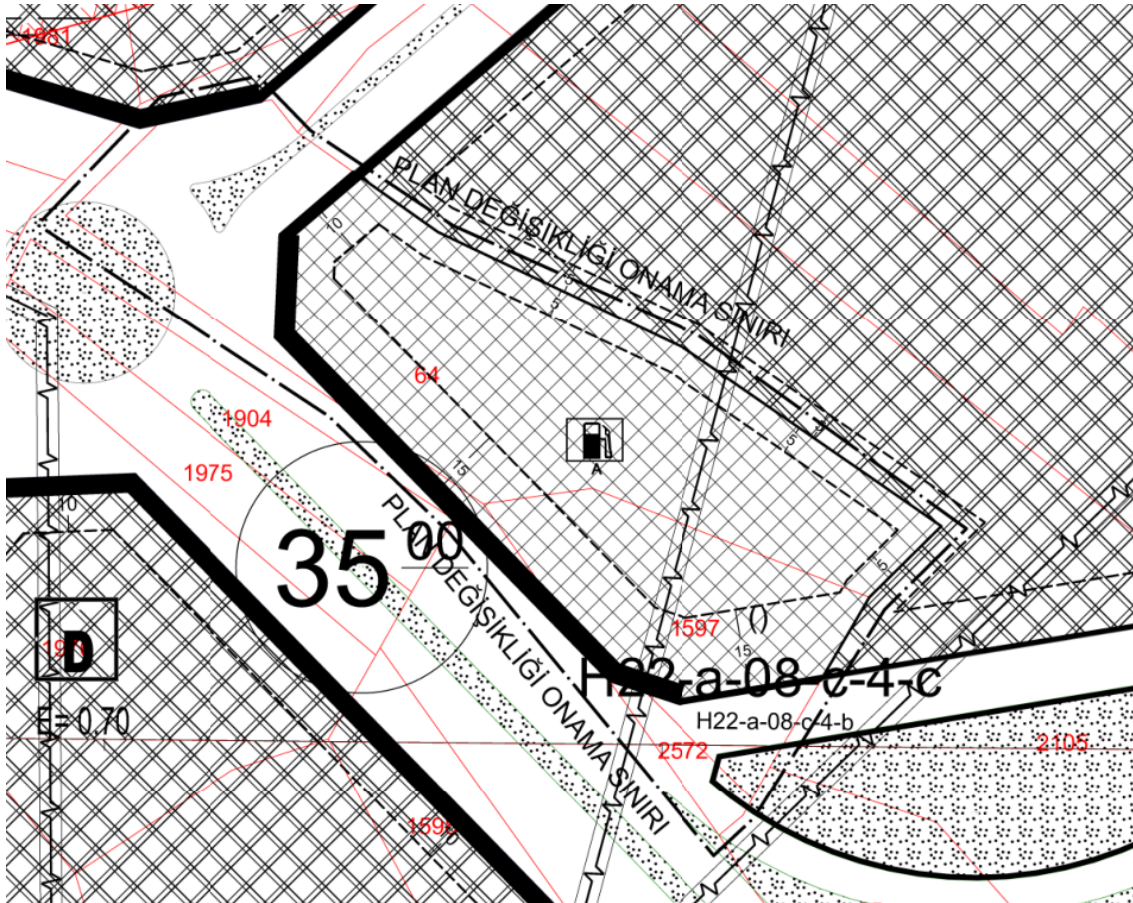 1981
PLAN DEĞİŞİKLİĞİ ONAMA SINIRI
10
5
5
64
1904
5
5
1975
15
A
10
35
00
PLAN DEĞİŞİKLİĞİ ONAMA SINIRI
5
1597
()
15
D
E= 0.70
H22-a-08-c-4-c
H22-a-08-c-4-b
2572
2105